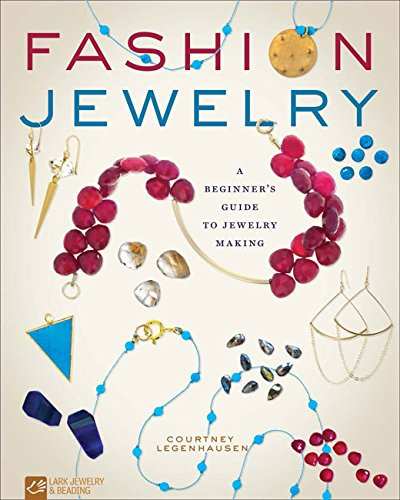 FASHION
JEWELRY
A
BEGINNER'S
GUIDE
TO JEWELRY
MAKING
COURTNEY
LEGENHAUSEN
LARK JEWELRY
& BEADING